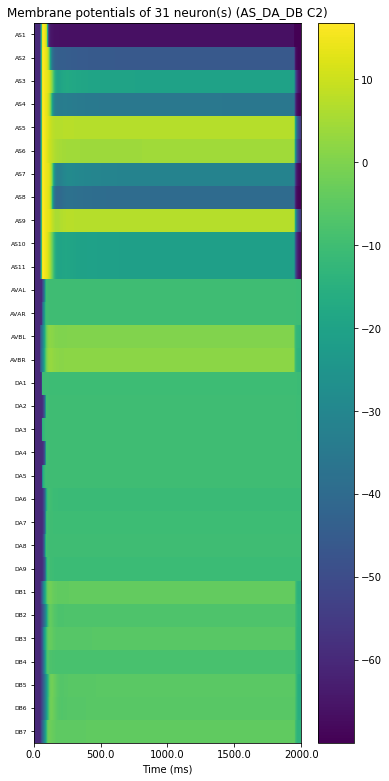 Membrane potentials of 31 neuron(s) (AS_DA_DB C2)
AS1
AS2
AS3
AS4
AS5
AS6
AS7
AS8
AS9
AS10
AS11
AVAL
AVAR
AVBL
AVBR
DA1
DA2
DA3
DA4
DA5
DA6
DA7
DA8
DA9
DB1
DB2
DB3
DB4
DB5
DB6
DB7
0.0 500.0 1000.0 1500.0 2000.0
Time (ms)
10
0
−10
−20
−30
−40
−50
−60